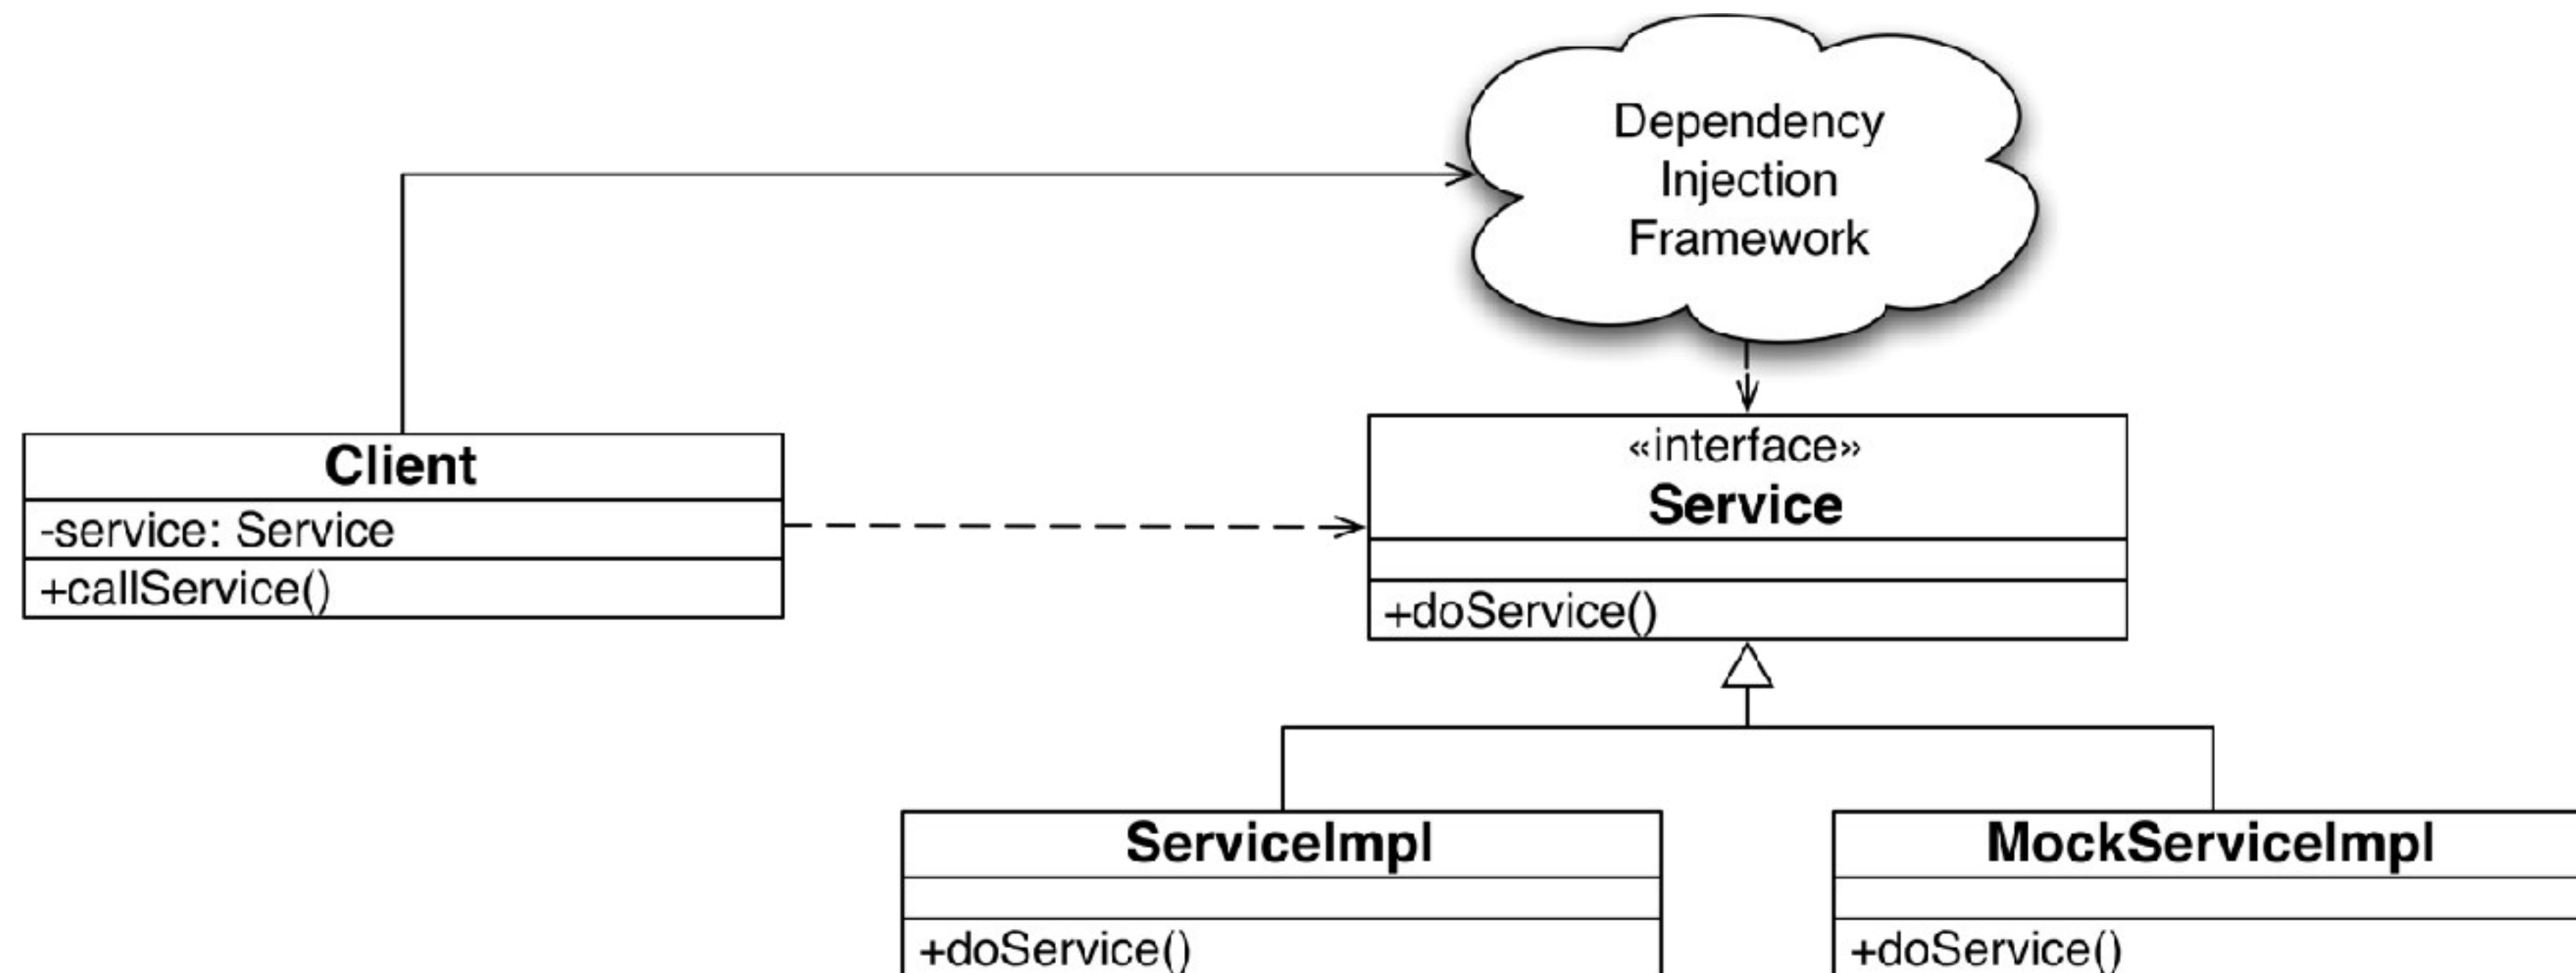 Dependency
Injection
Framework
Client
-service: Service
+callService()
«interface»
Service
+doService()
ServiceImpl
+doService()
MockServiceImpl
+doService()